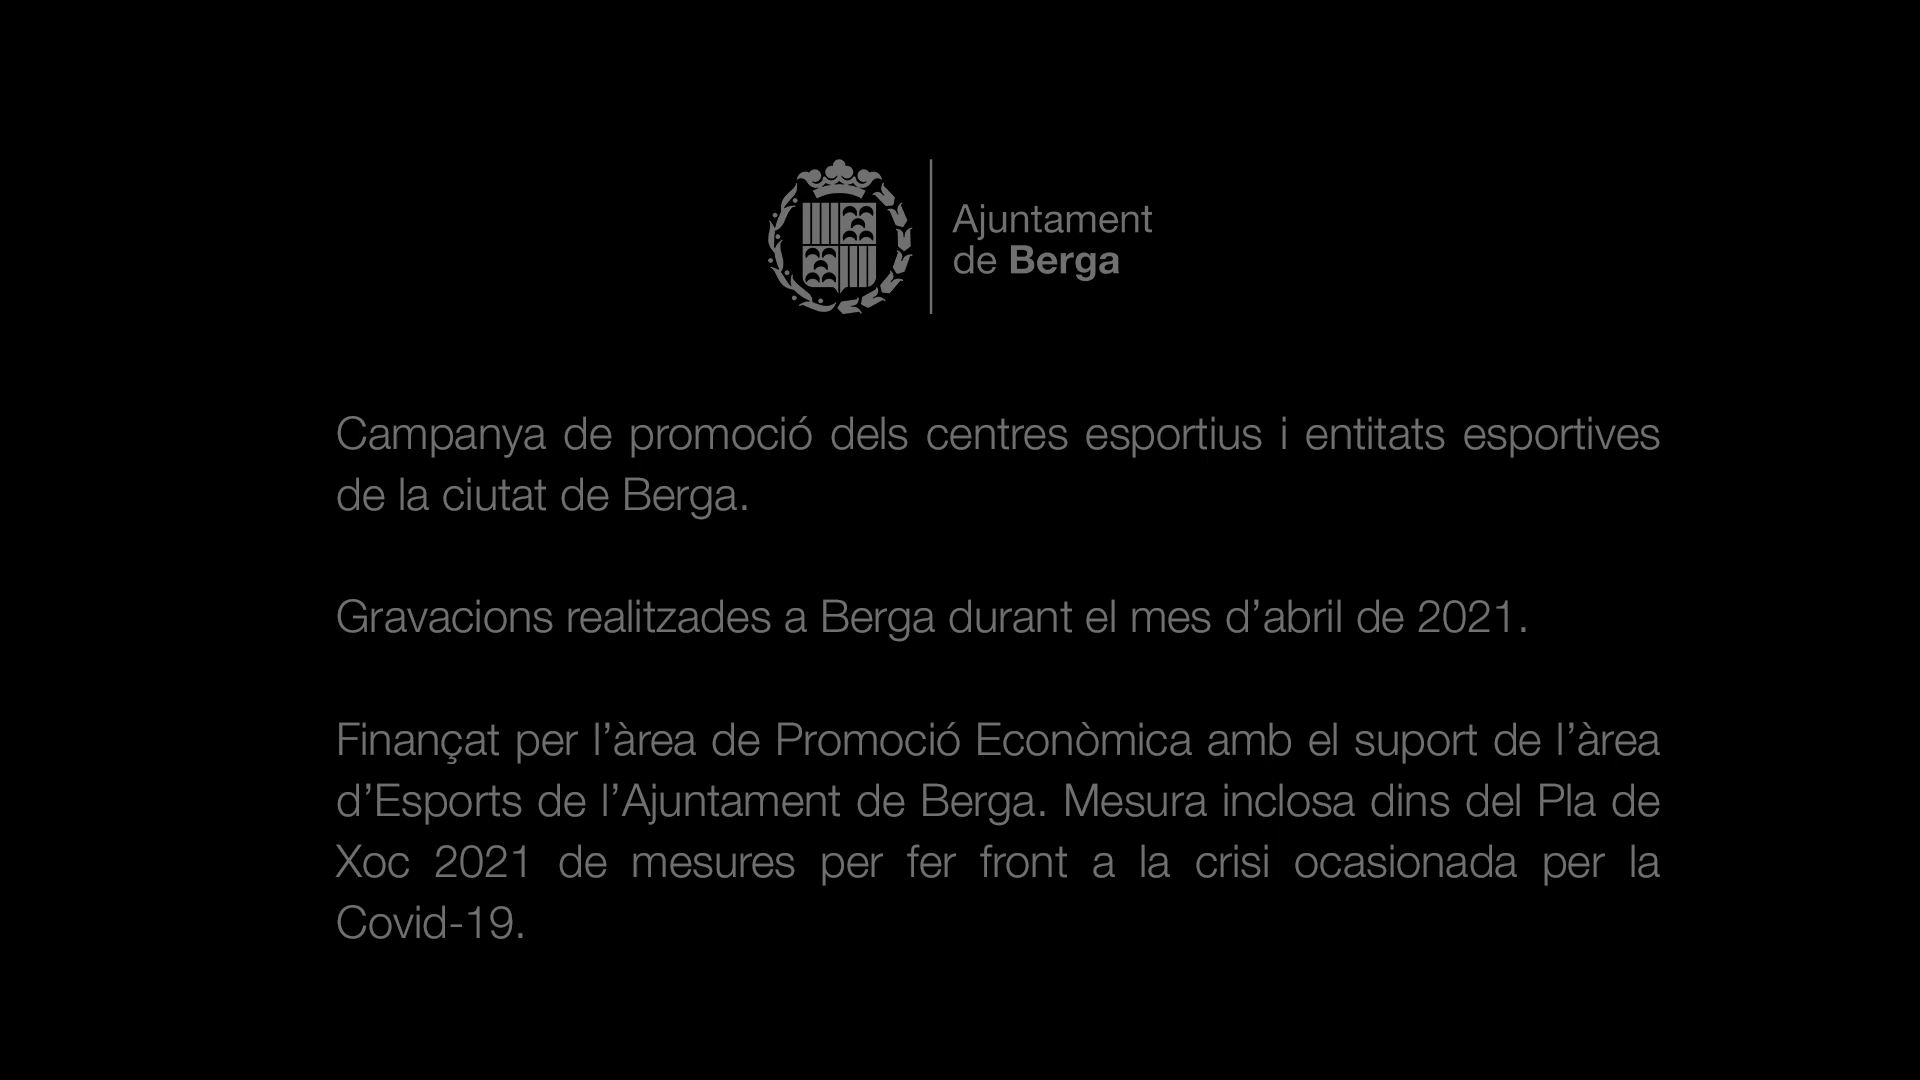 Ajuntament
de Berga
Campanya de promoció dels centres esportius i entitats esportives
de la ciutat de Berga.
Gravacions realitzades a Berga durant el mes d’abril de 2021.
Finançat per l’àrea de Promoció Econòmica amb el suport de l’àrea
d’Esports de l’Ajuntament de Berga. Mesura inclosa dins del Pla de
Xoc 2021 de mesures per fer front a la crisi ocasionada per la
Covid-19.